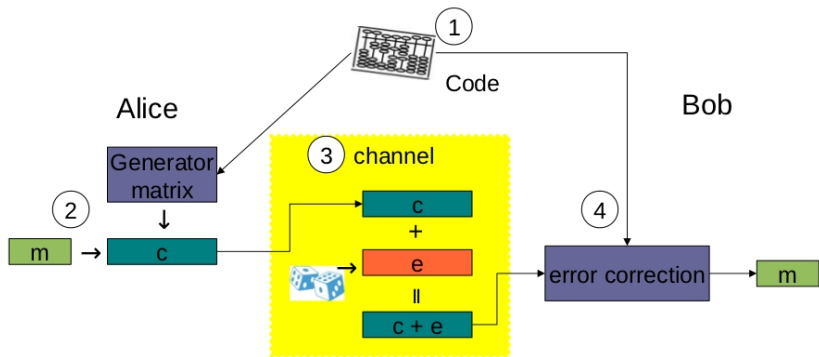 1
Code
Alice
Bob
Generator
matrix
3 channel
2
4
c
+
m → c
→ e
error correction
m
=
c + e